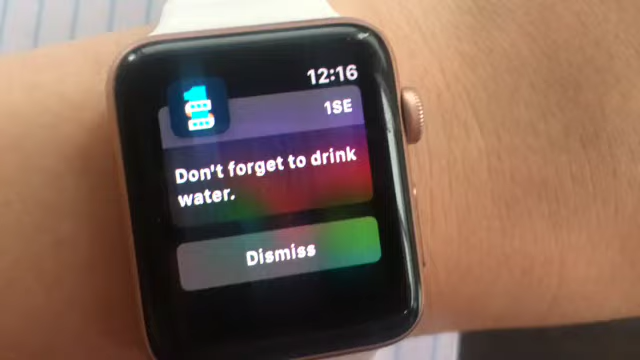 12:16
1SE
Don't forget to drink
water.
Dismiss